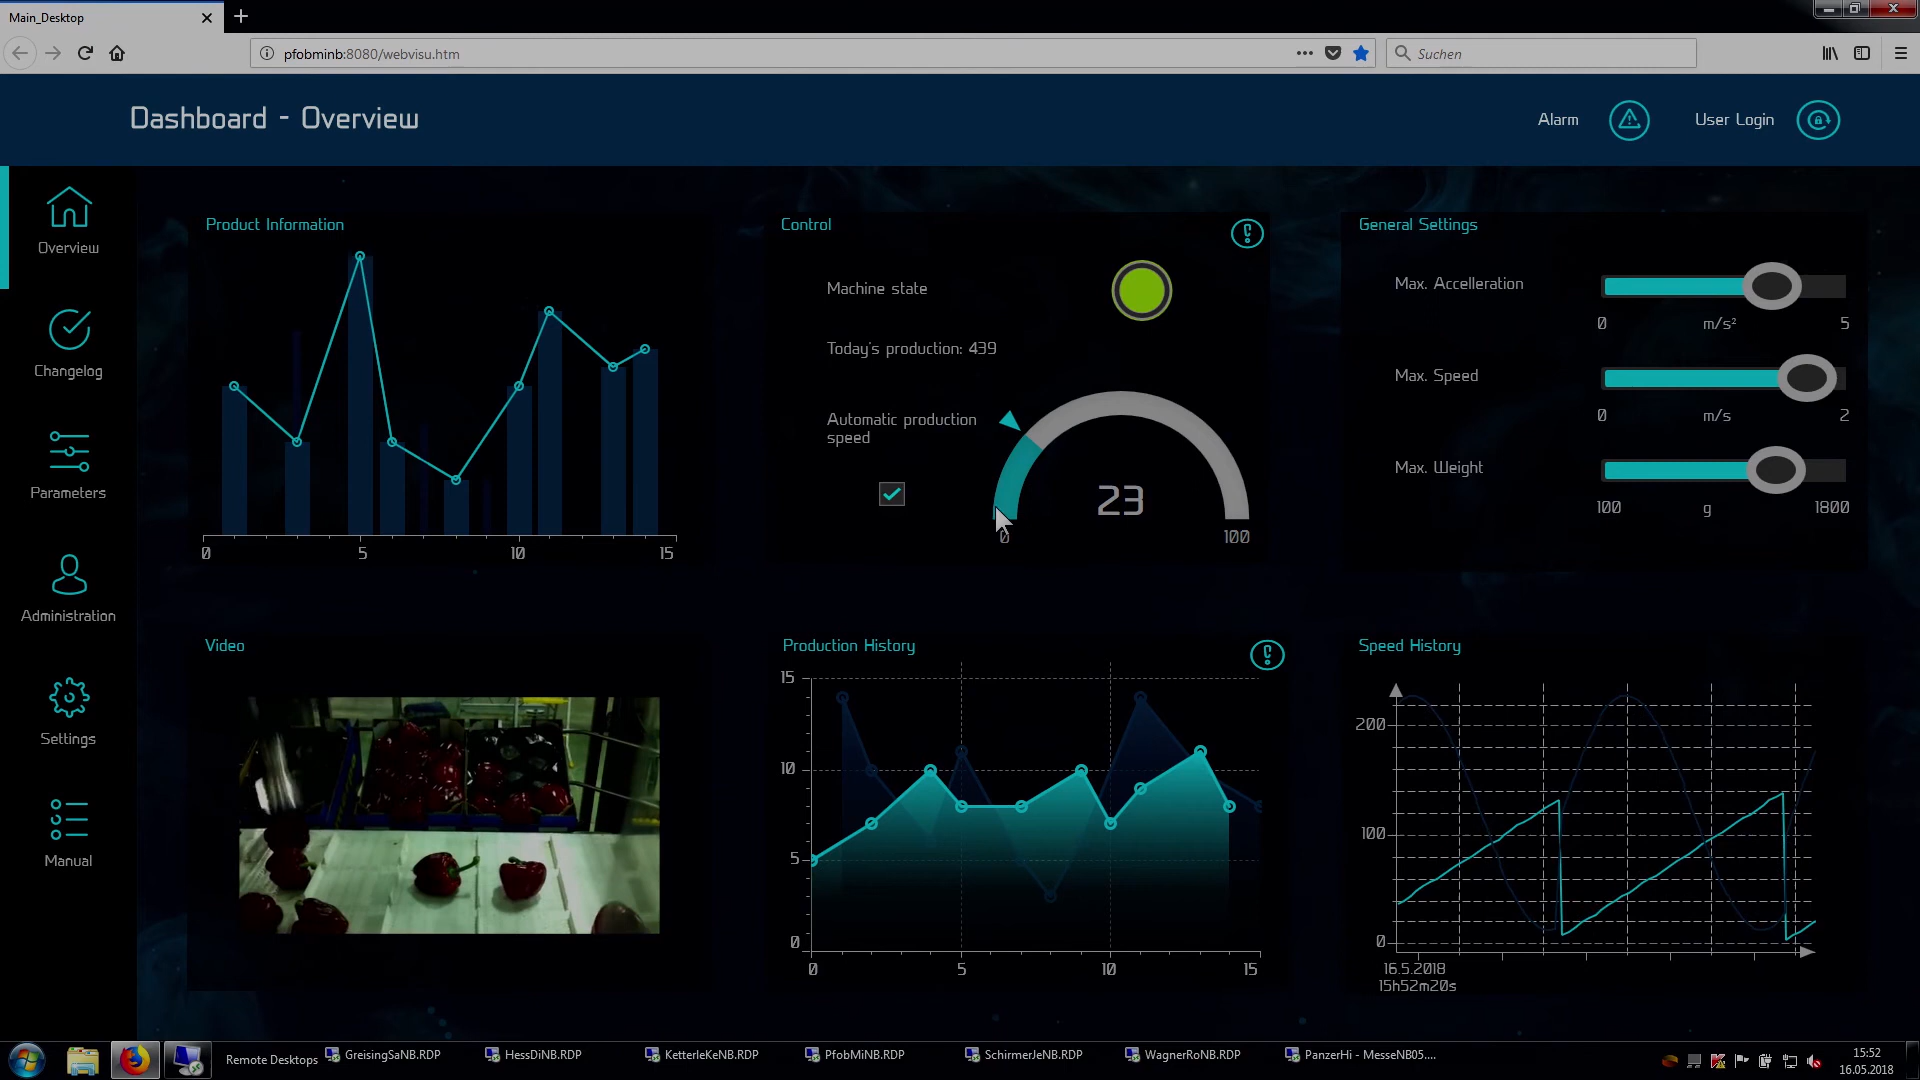 Main_Desktop
pfobminb:8080/webvisu.htm
Suchen
Dashboard - Overview
Alarm
User Login
Overview
Changelog
Parameters
Administration
Settings
Manual
Product Information
0 5 10 15
Control
Machine state
Today's production: 439
Automatic production
speed
23
0 100
General Settings
Max. Accelleration
0 m/s² 5
Max. Speed
0 m/s 2
Max. Weight
100 g 1800
Video
Production History
15
10
5
0
0 5 10 15
Speed History
200
100
0
16.5.2018
15h52m20s
Remote Desktops
GreisingSaNB.RDP
HessDiNB.RDP
KetterleKeNB.RDP
PfobMiNB.RDP
SchirmerJeNB.RDP
WagnerRoNB.RDP
PanzerHi - MesseNB05....
15:52
16.05.2018